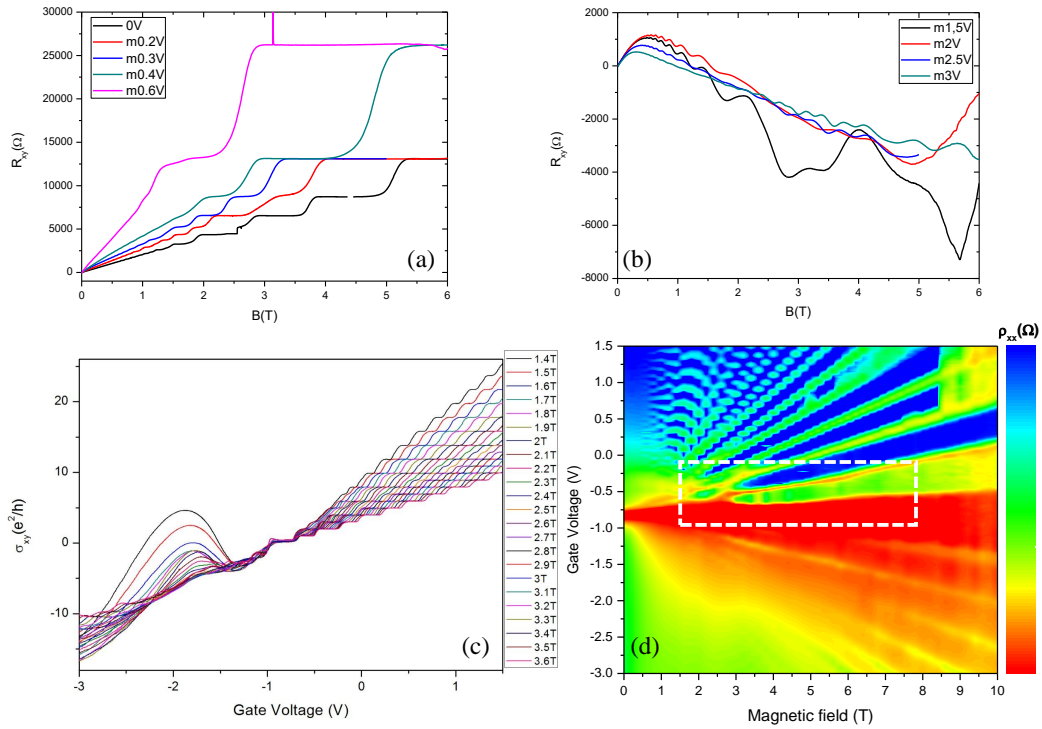 0V
m0.2V
m0.3V
m0.4V
m0.6V
30000
25000
20000
15000
10000
5000
0
R_xy(Ω)
0 1 2 3 4 5 6
B(T)
(a)
m1,5V
m2V
m2.5V
m3V
4000
2000
0
-2000
-4000
-6000
-8000
R_xy(Ω)
0 1 2 3 4 5 6
B(T)
(b)
20
10
0
-10
σ_xy(e²/h)
-3 -2 -1 0 1
Gate Voltage (V)
(c)
1.4T
1.5T
1.6T
1.7T
1.8T
1.9T
2T
2.1T
2.2T
2.3T
2.4T
2.5T
2.6T
2.7T
2.8T
2.9T
3T
3.1T
3.2T
3.3T
3.4T
3.5T
3.6T
ρ_xx(Ω)
1.5
1.0
0.5
0.0
-0.5
-1.0
-1.5
-2.0
-2.5
-3.0
Gate Voltage (V)
0 1 2 3 4 5 6 7 8 9 10
Magnetic field (T)
(d)